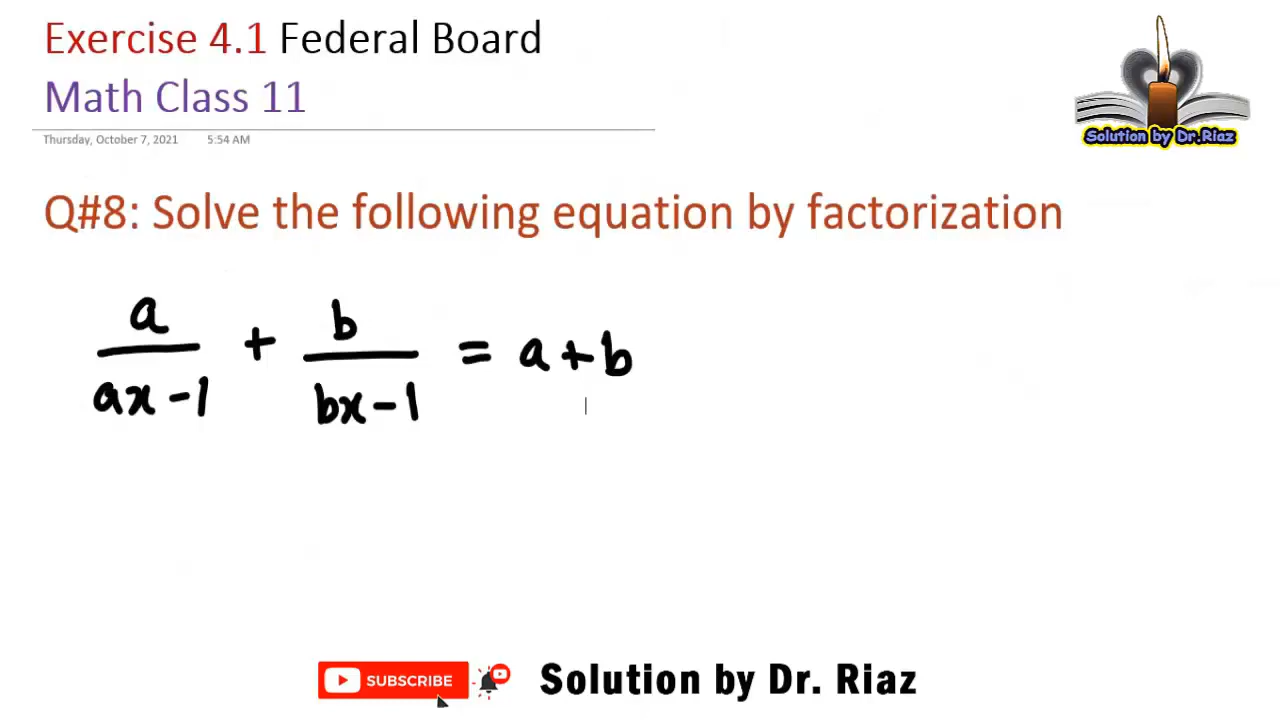 Exercise 4.1 Federal Board
Math Class 11
Thursday, October 7, 2021 5:54 AM
Solution by Dr.Riaz
Q#8: Solve the following equation by factorization
a/(ax-1) + b/(bx-1) = a+b
SUBSCRIBE
Solution by Dr. Riaz